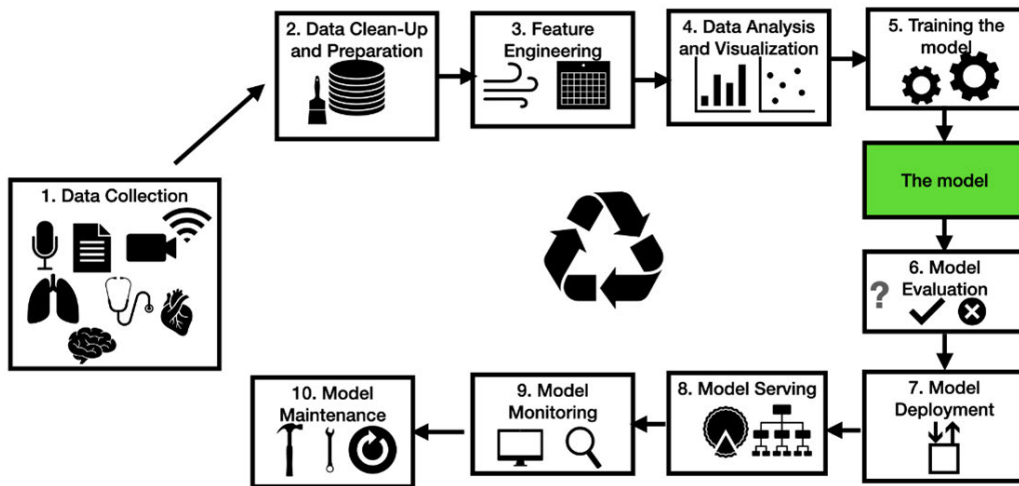 1. Data Collection
2. Data Clean-Up
and Preparation
3. Feature
Engineering
4. Data Analysis
and Visualization
5. Training the
model
The model
6. Model
Evaluation
?
7. Model
Deployment
8. Model Serving
9. Model
Monitoring
10. Model
Maintenance